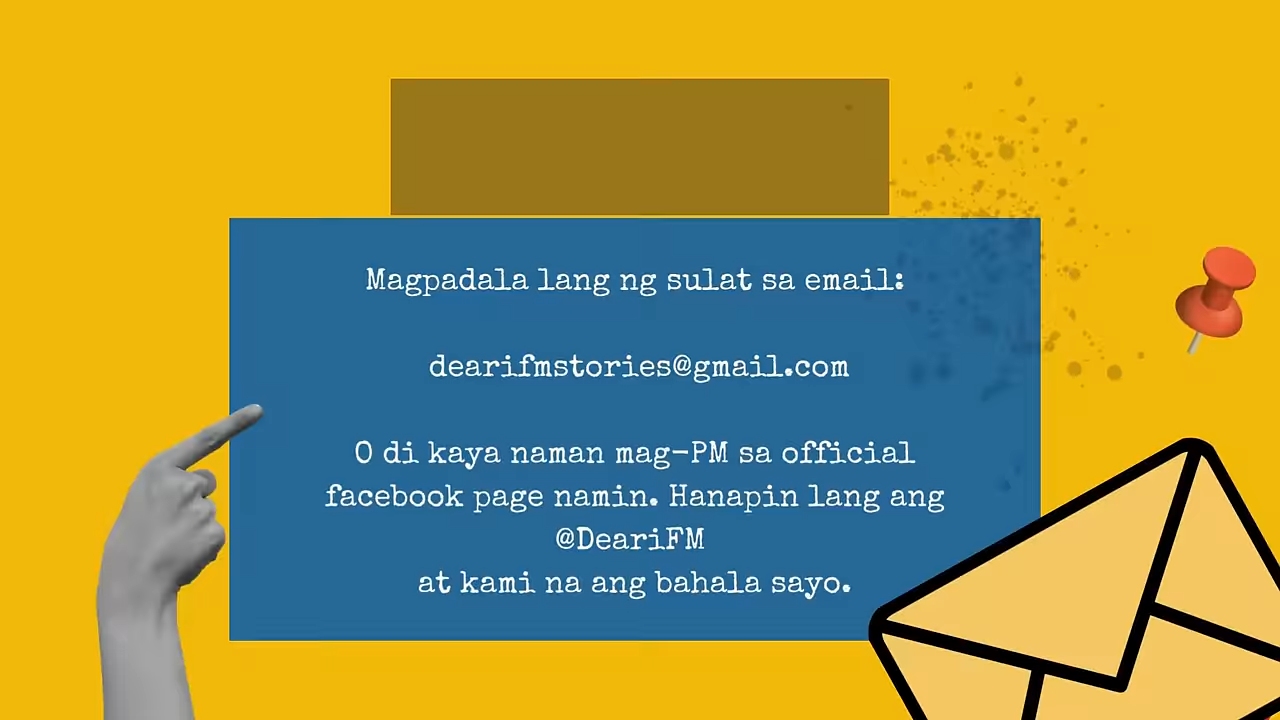 Magpadala lang ng sulat sa email:
dearifmstories@gmail.com
O di kaya naman mag-PM sa official
facebook page namin. Hanapin lang ang
@DeariFM
at kami na ang bahala sayo.